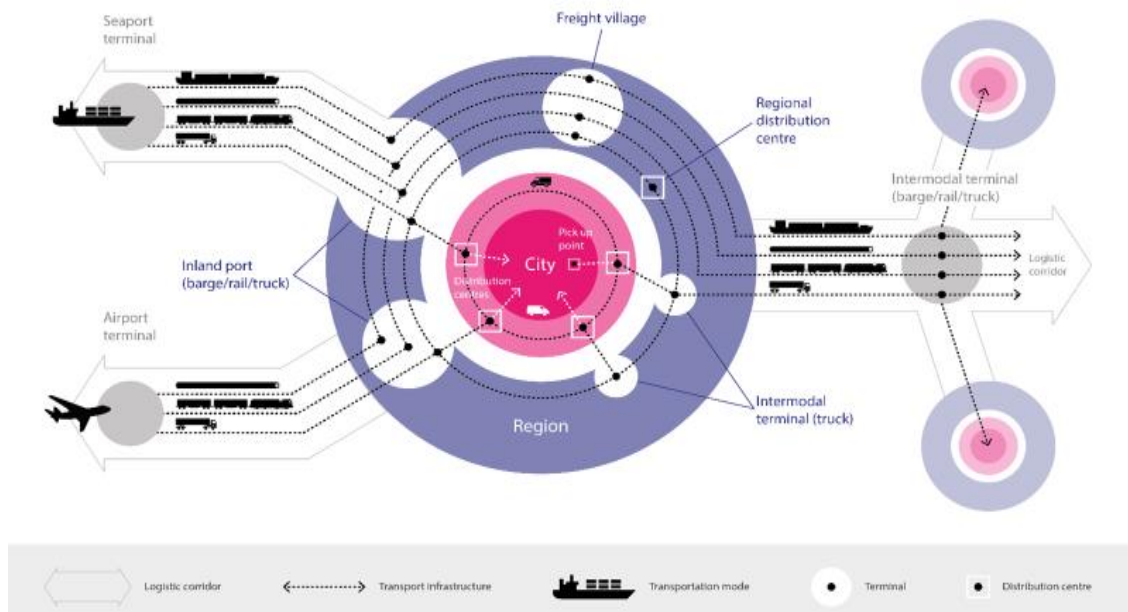 Seaport
terminal
Freight village
Regional
distribution
centre
Intermodal terminal
(barge/rail/truck)
Pick up
point
City
Inland port
(barge/rail/truck)
Distribution
centres
Logistic
corridor
Airport
terminal
Region
Intermodal
terminal (truck)
Logistic corridor
Transport infrastructure
Transportation mode
Terminal
Distribution centre